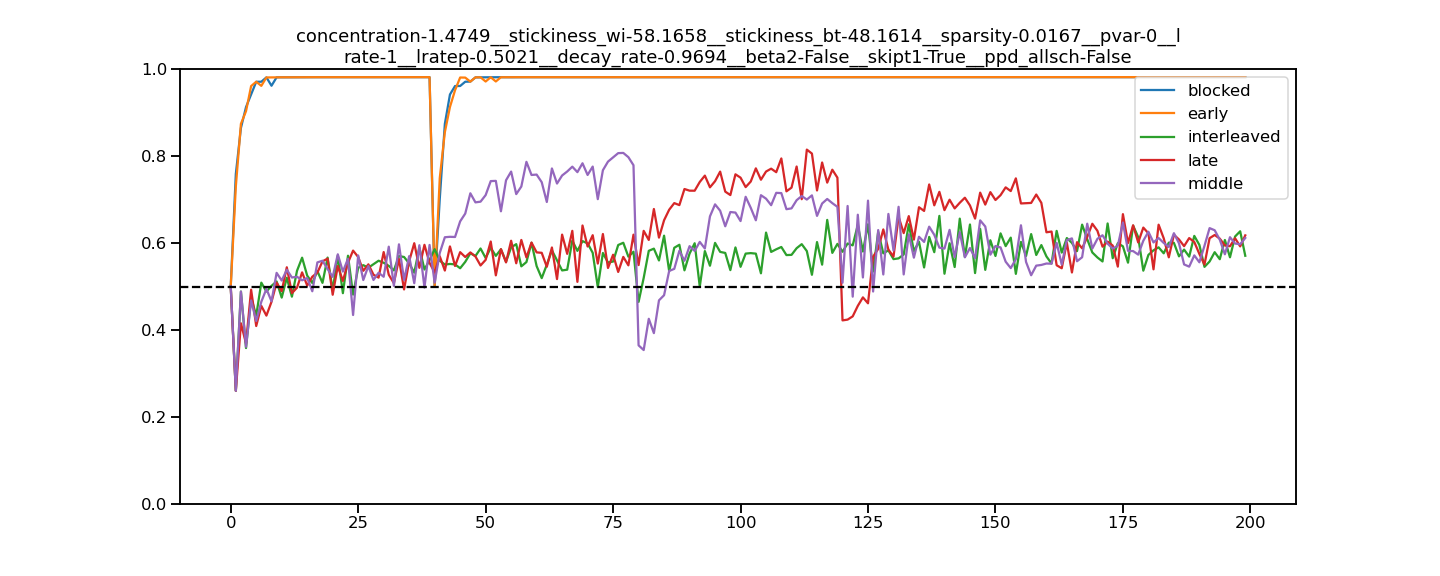 concentration-1.4749__stickiness_wi-58.1658__stickiness_bt-48.1614__sparsity-0.0167__pvar-0__l
rate-1__lratep-0.5021__decay_rate-0.9694__beta2-False__skipt1-True__ppd_allsch-False
1.0
0.8
0.6
0.4
0.2
0.0
blocked
early
interleaved
late
middle
0 25 50 75 100 125 150 175 200